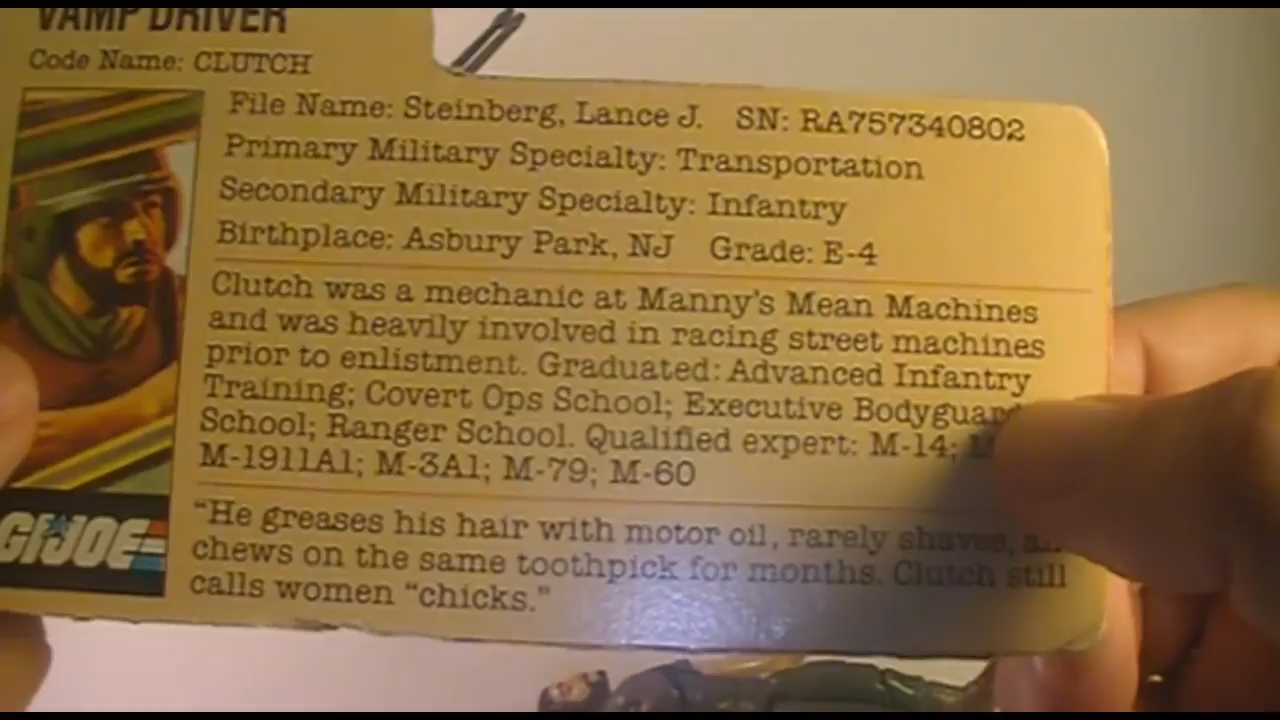 VAMP DRIVER
Code Name: CLUTCH
File Name: Steinberg, Lance J. SN: RA757340802
Primary Military Specialty: Transportation
Secondary Military Specialty: Infantry
Birthplace: Asbury Park, NJ Grade: E-4
Clutch was a mechanic at Manny's Mean Machines
and was heavily involved in racing street machines
prior to enlistment. Graduated: Advanced Infantry
Training; Covert Ops School; Executive Bodyguard
School; Ranger School. Qualified expert: M-14;
M-1911A1; M-3A1; M-79; M-60
"He greases his hair with motor oil, rarely shaves,
chews on the same toothpick for months. Clutch still
calls women "chicks."
GI JOE